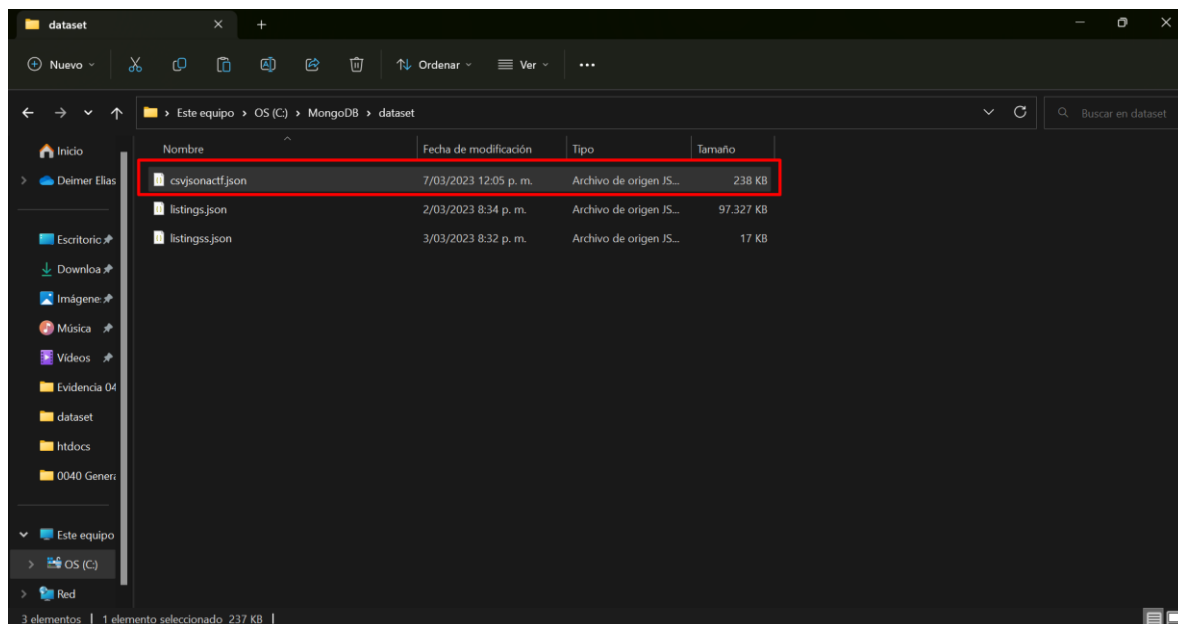 dataset
Nuevo
Ordenar
Ver
Este equipo > OS (C:) > MongoDB > dataset
Buscar en dataset
Inicio
Deimer Elias
Escritoric
Downloa
Imágene:
Música
Vídeos
Evidencia 04
dataset
htdocs
0040 Genera
Este equipo
OS (C:)
Red
Nombre Fecha de modificación Tipo Tamaño
csvjsonactf.json 7/03/2023 12:05 p. m. Archivo de origen JS... 238 KB
listings.json 2/03/2023 8:34 p. m. Archivo de origen JS... 97.327 KB
listingss.json 3/03/2023 8:32 p. m. Archivo de origen JS... 17 KB
3 elementos | 1 elemento seleccionado 237 KB |